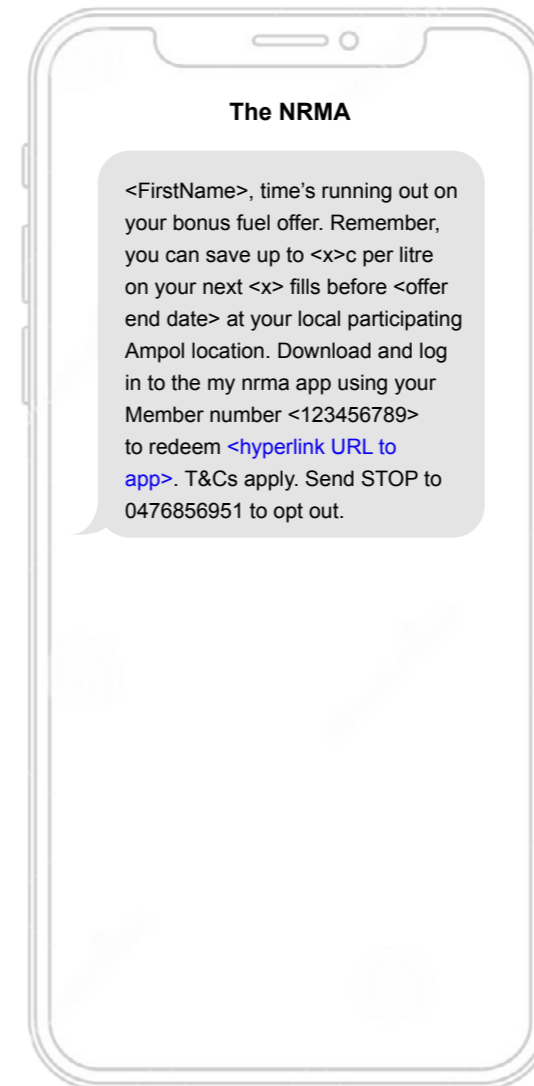 The NRMA
<FirstName>, time’s running out on
your bonus fuel offer. Remember,
you can save up to <x>c per litre
on your next <x> fills before <offer
end date> at your local participating
Ampol location. Download and log
in to the my nrma app using your
Member number <123456789>
to redeem <hyperlink URL to
app>. T&Cs apply. Send STOP to
0476856951 to opt out.